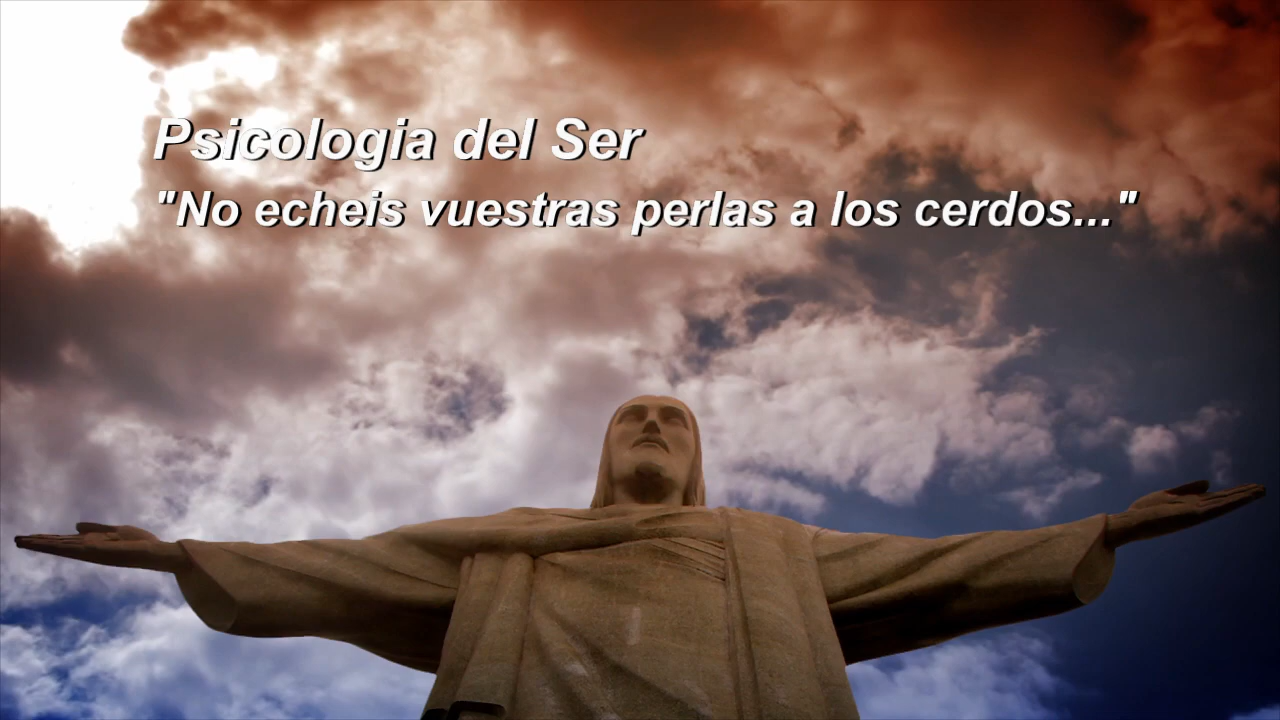 Psicologia del Ser
"No echeis vuestras perlas a los cerdos..."